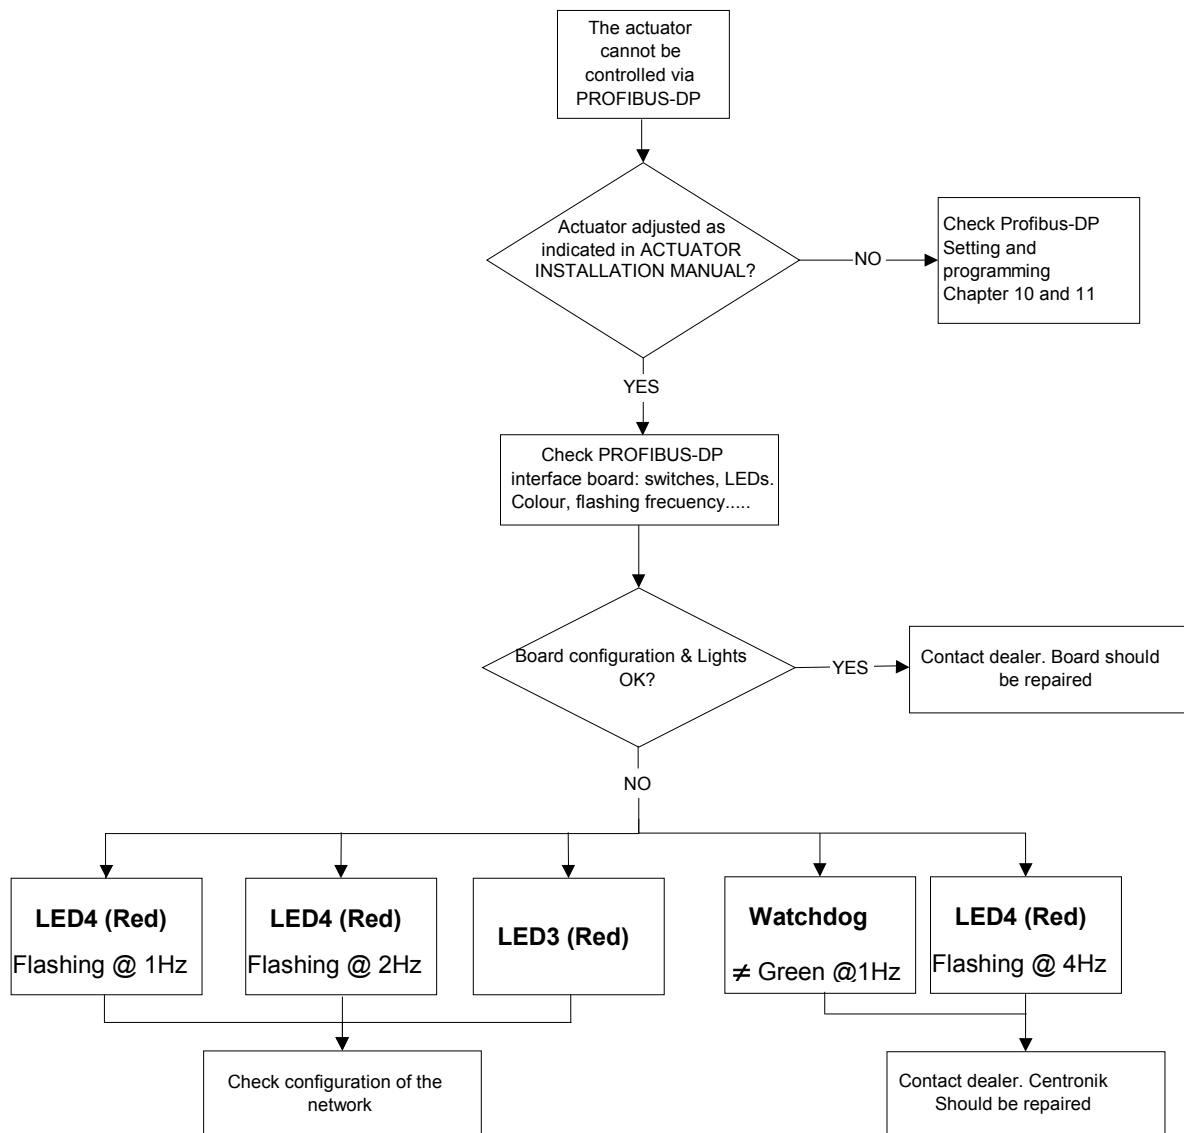 The actuator
cannot be
controlled via
PROFIBUS-DP
Actuator adjusted as
indicated in ACTUATOR
INSTALLATION MANUAL?
NO
Check Profibus-DP
Setting and
programming
Chapter 10 and 11
YES
Check PROFIBUS-DP
interface board: switches, LEDs.
Colour, flashing frecuency.....
Board configuration & Lights
OK?
YES
Contact dealer. Board should
be repaired
NO
LED4 (Red)
Flashing @ 1Hz
LED4 (Red)
Flashing @ 2Hz
LED3 (Red)
Watchdog
≠ Green @1Hz
LED4 (Red)
Flashing @ 4Hz
Check configuration of the
network
Contact dealer. Centronik
Should be repaired